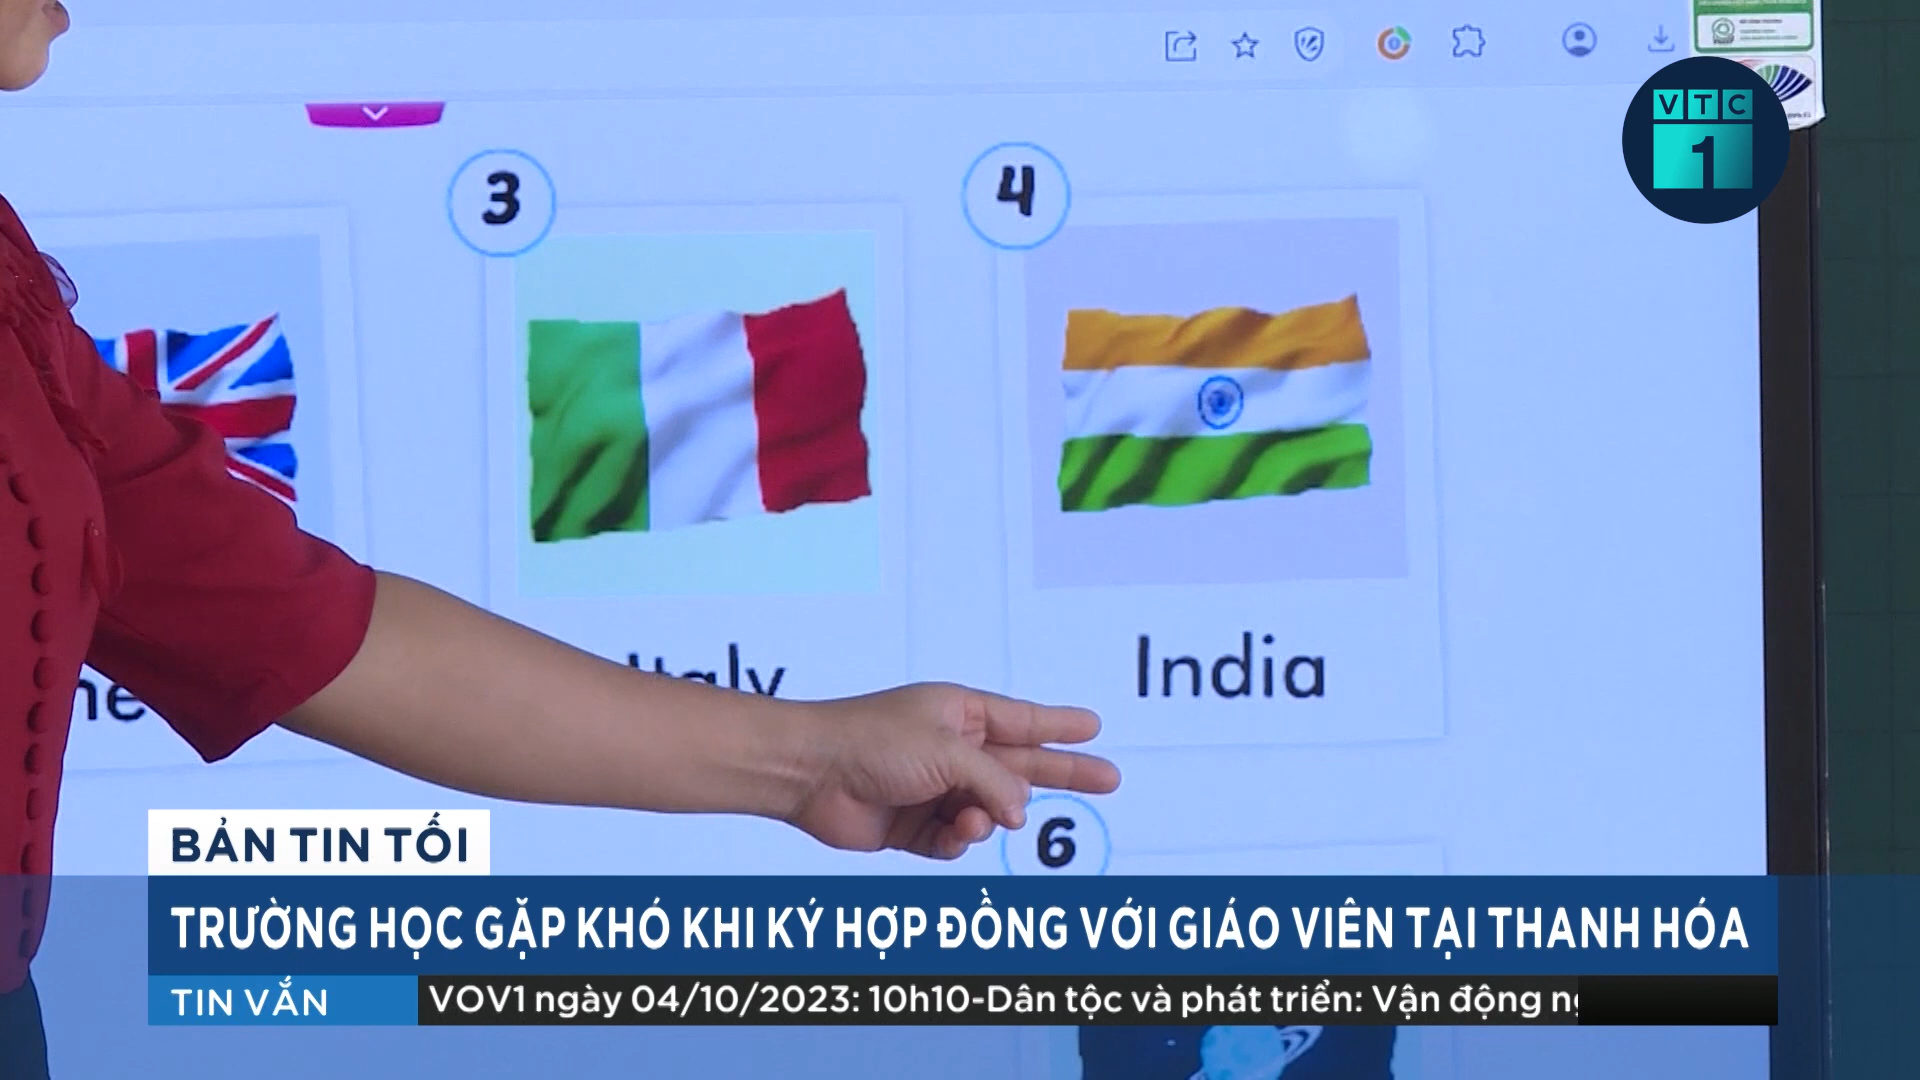 VTC
1
3
4
Italy
India
6
BẢN TIN TỐI
TRƯỜNG HỌC GẶP KHÓ KHI KÝ HỢP ĐỒNG VỚI GIÁO VIÊN TẠI THANH HÓA
TIN VẮN
VOV1 ngày 04/10/2023: 10h10-Dân tộc và phát triển: Vận động